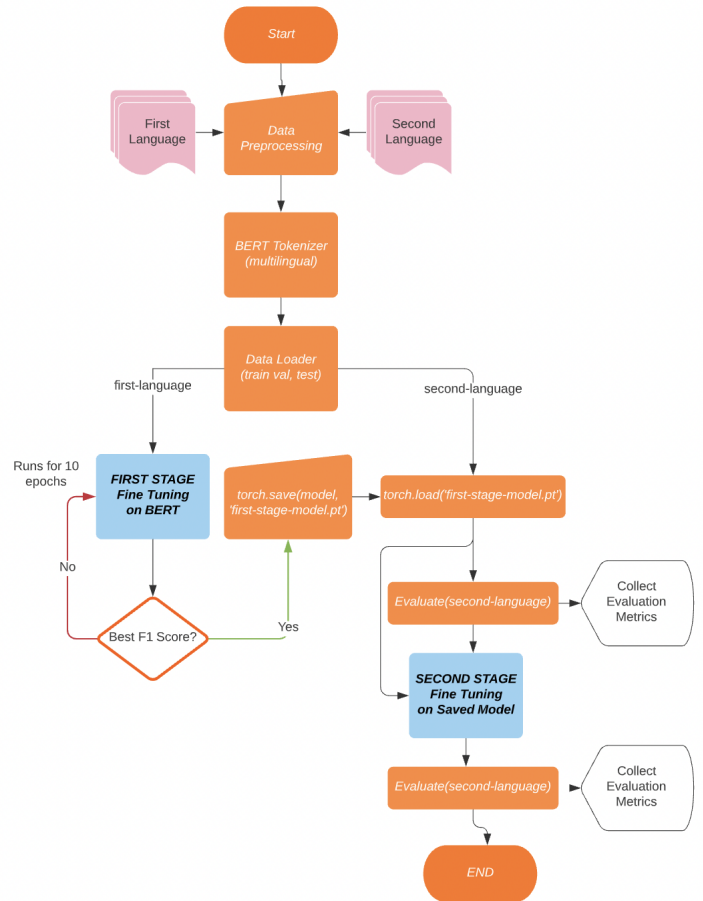 Start
First
Language
Data
Preprocessing
Second
Language
BERT Tokenizer
(multilingual)
Data Loader
(train val, test)
first-language
second-language
Runs for 10
epochs
FIRST STAGE
Fine Tuning
on BERT
torch.save(model,
'first-stage-model.pt')
torch.load('first-stage-model.pt')
No
Best F1 Score?
Yes
Evaluate(second-language)
Collect
Evaluation
Metrics
SECOND STAGE
Fine Tuning
on Saved Model
Evaluate(second-language)
Collect
Evaluation
Metrics
END